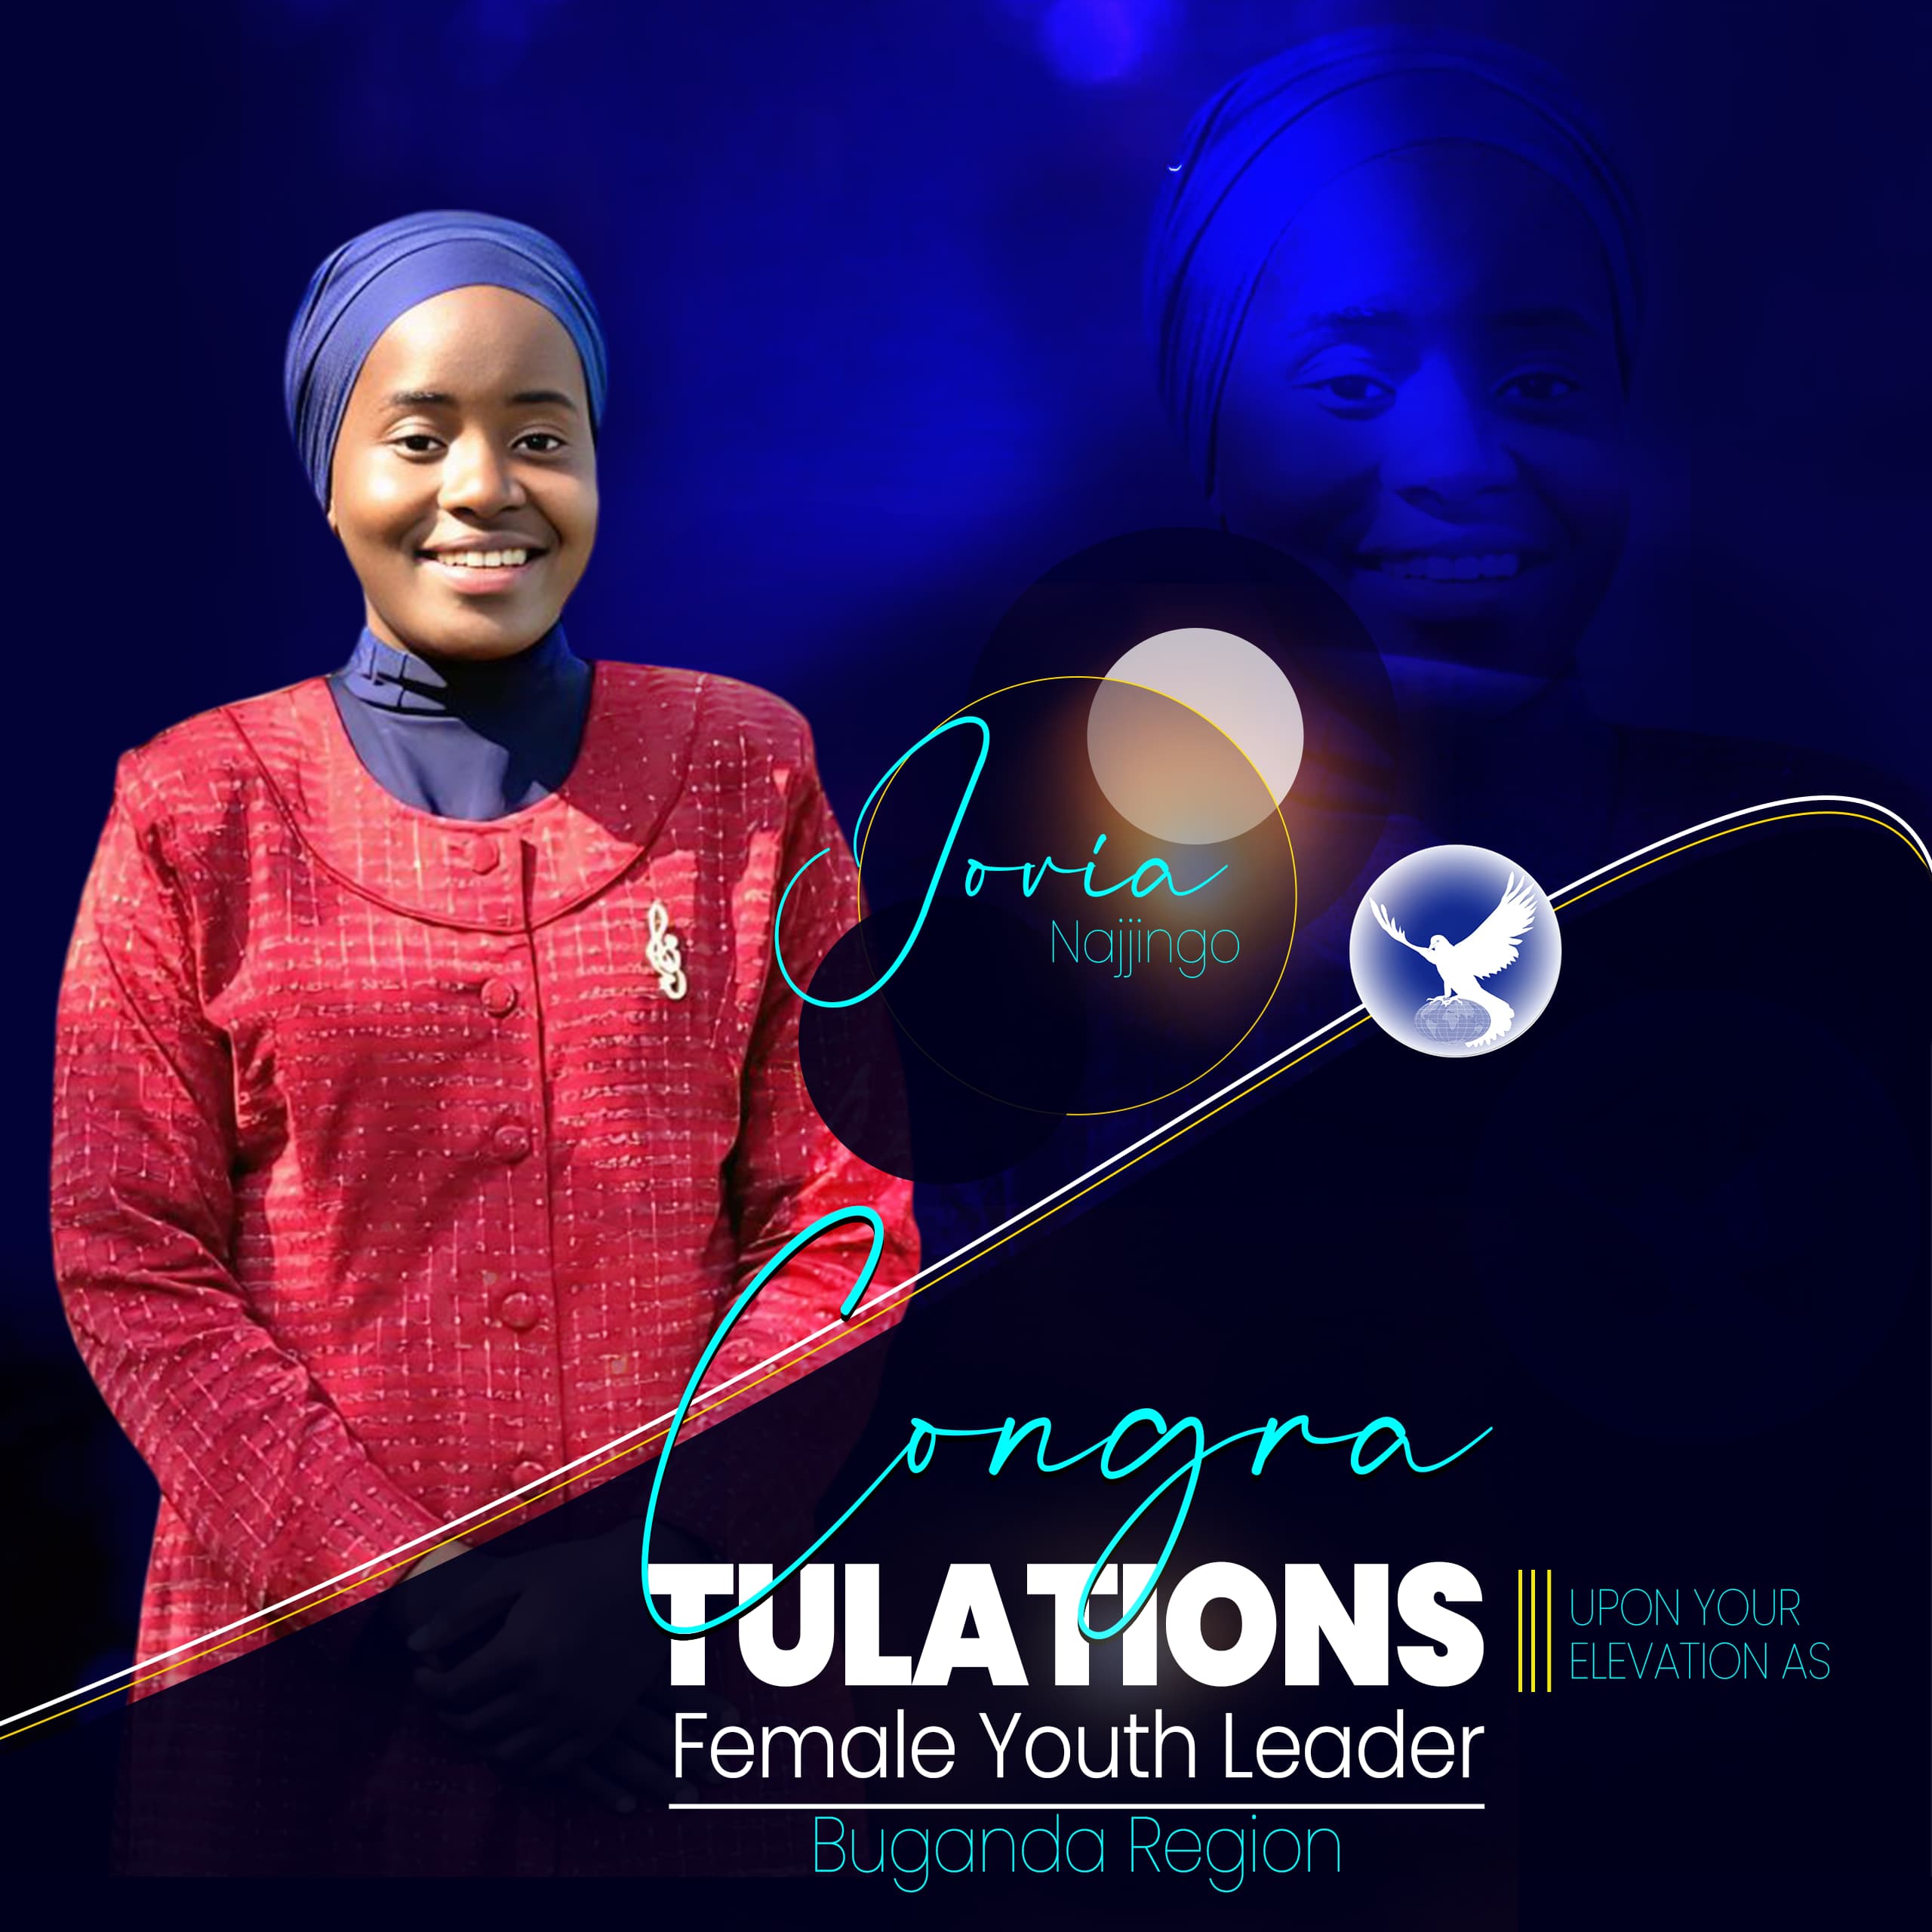 Jovia
Najjingo
Congra
TULATIONS
UPON YOUR
ELEVATION AS
Female Youth Leader
Buganda Region